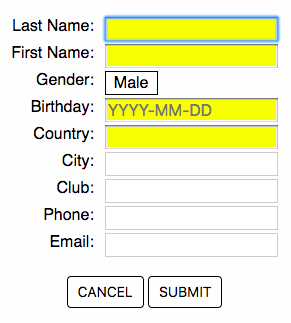 Last Name:
First Name:
Gender: Male
Birthday: YYYY-MM-DD
Country:
City:
Club:
Phone:
Email:
CANCEL SUBMIT